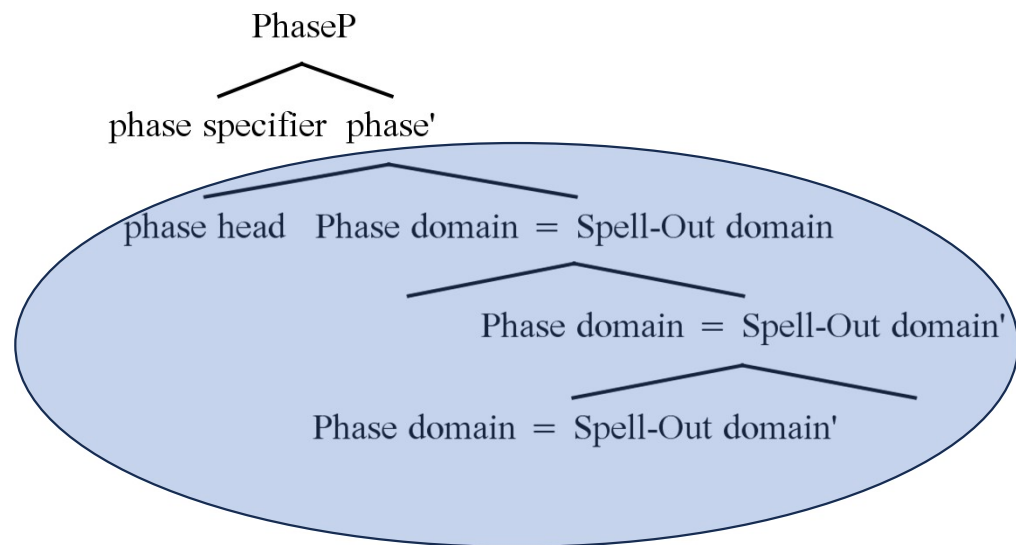 PhaseP
phase specifier phase'
phase head Phase domain = Spell-Out domain
Phase domain = Spell-Out domain'
Phase domain = Spell-Out domain'